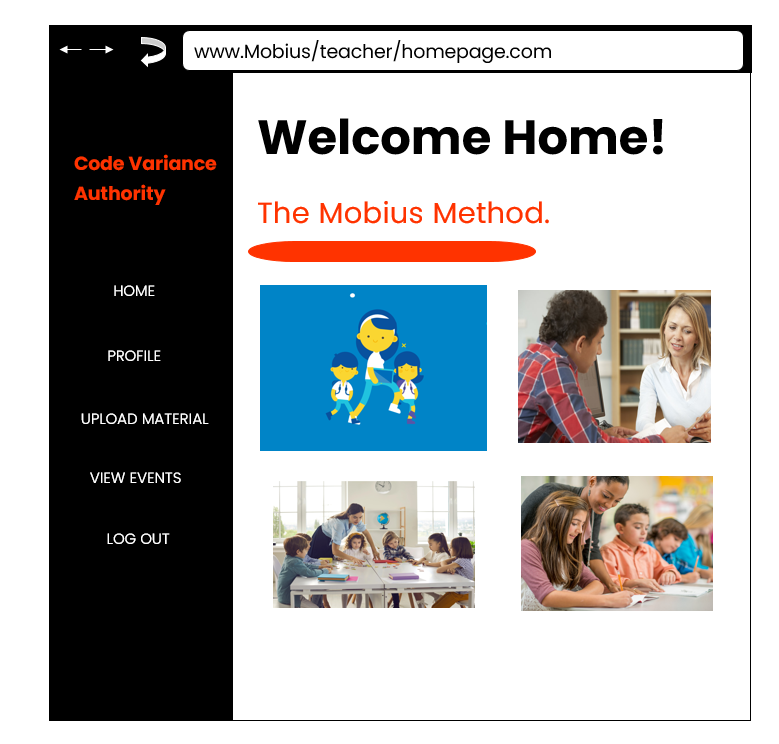 www.Mobius/teacher/homepage.com
Code Variance
Authority
HOME
PROFILE
UPLOAD MATERIAL
VIEW EVENTS
LOG OUT
Welcome Home!
The Mobius Method.